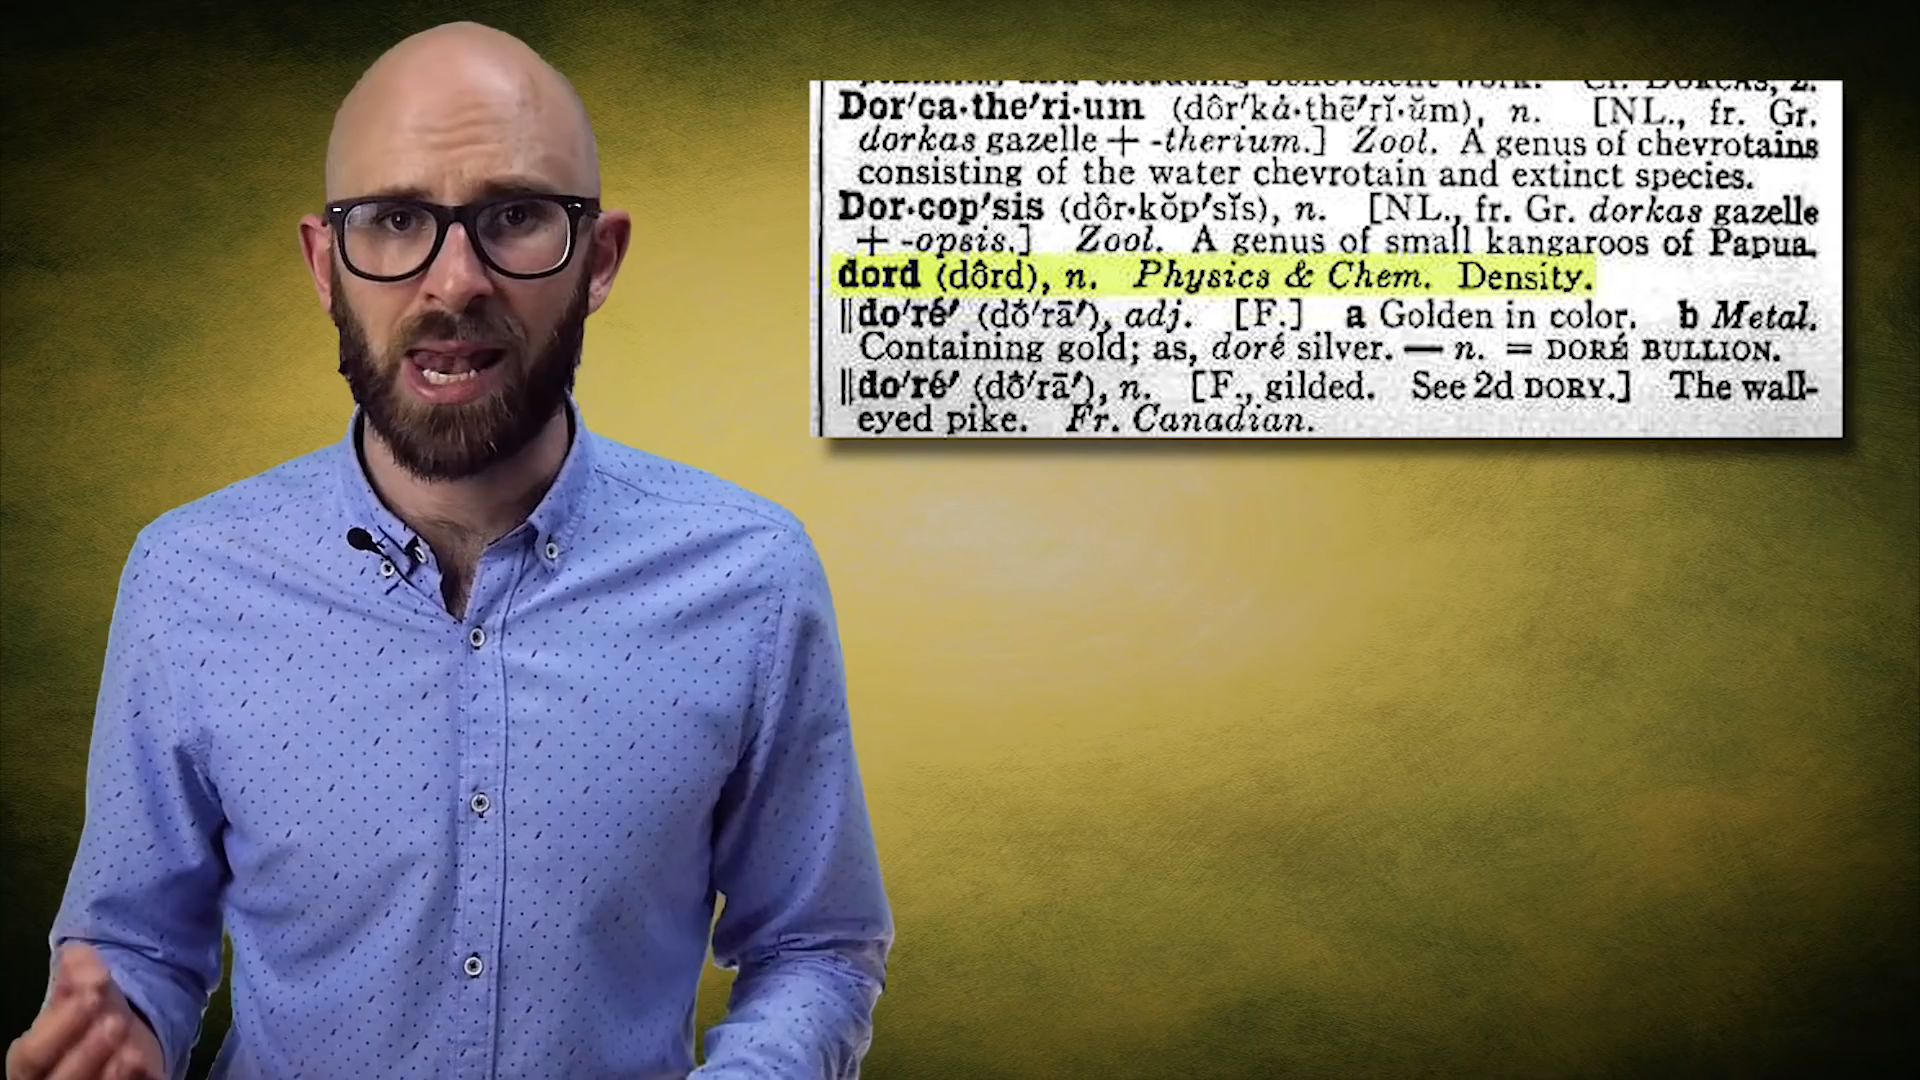 Dor′ca·the′ri·um (dôr′kȧ·thē′rĭ·ŭm), n. [NL., fr. Gr.
dorkas gazelle + -therium.] Zool. A genus of chevrotains
consisting of the water chevrotain and extinct species.
Dor·cop′sis (dôr·kŏp′sĭs), n. [NL., fr. Gr. dorkas gazelle
+ -opsis.] Zool. A genus of small kangaroos of Papua.
dord (dôrd), n. Physics & Chem. Density.
‖do′ré′ (dô′rā′), adj. [F.] a Golden in color. b Metal.
Containing gold; as, doré silver. — n. = DORÉ BULLION.
‖do′ré′ (dô′rā′), n. [F., gilded. See 2d DORY.] The wall-
eyed pike. Fr. Canadian.